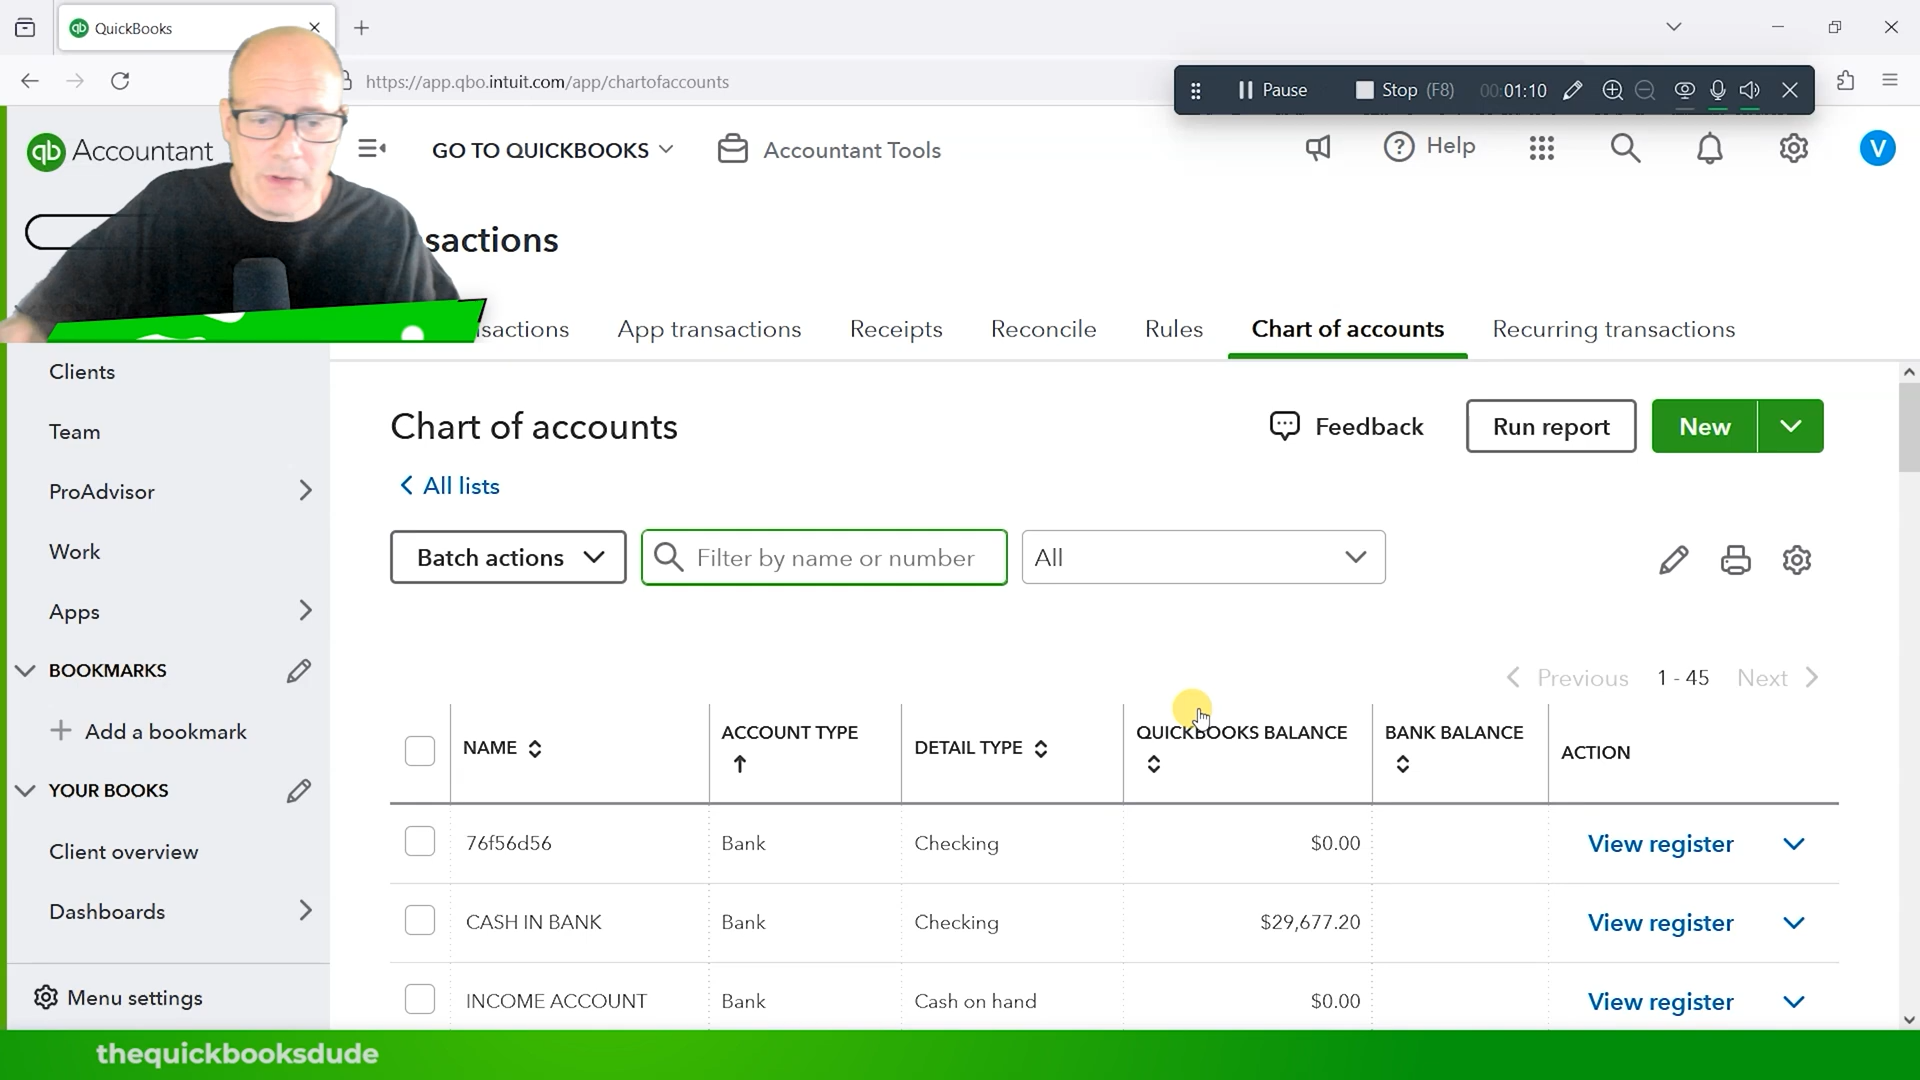 QuickBooks
https://app.qbo.intuit.com/app/chartofaccounts
Pause
Stop (F8)
00:01:10
qb Accountant
GO TO QUICKBOOKS
Accountant Tools
Help
V
sactions
sactions
App transactions
Receipts
Reconcile
Rules
Chart of accounts
Recurring transactions
Clients
Team
ProAdvisor
Work
Apps
BOOKMARKS
Add a bookmark
YOUR BOOKS
Client overview
Dashboards
Menu settings
Chart of accounts
Feedback
Run report
New
All lists
Batch actions
Filter by name or number
All
Previous 1 - 45 Next
NAME ACCOUNT TYPE DETAIL TYPE QUICKBOOKS BALANCE BANK BALANCE ACTION
76f56d56 Bank Checking $0.00 View register
CASH IN BANK Bank Checking $29,677.20 View register
INCOME ACCOUNT Bank Cash on hand $0.00 View register
thequickbooksdude